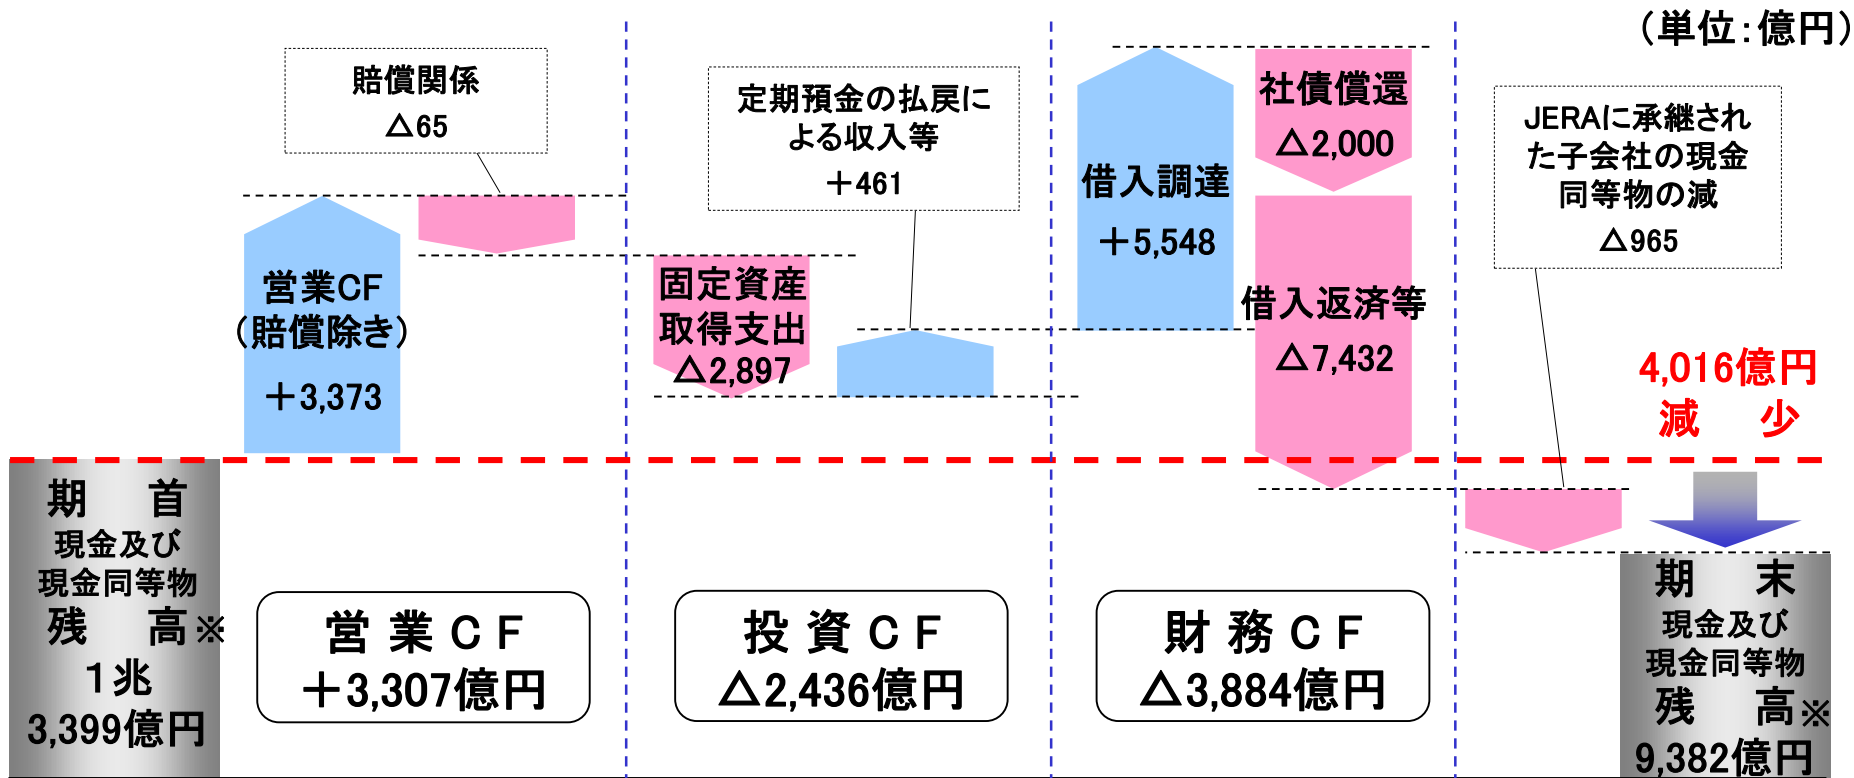 （単位：億円）
賠償関係
△65
営業CF
（賠償除き）
＋3,373
固定資産
取得支出
△2,897
定期預金の払戻に
よる収入等
＋461
借入調達
＋5,548
社債償還
△2,000
借入返済等
△7,432
JERAに承継され
た子会社の現金
同等物の減
△965
4,016億円
減　少
期　首
現金及び
現金同等物
残　高※
１兆
3,399億円
営業ＣＦ
＋3,307億円
投資ＣＦ
△2,436億円
財務ＣＦ
△3,884億円
期　末
現金及び
現金同等物
残　高※
9,382億円